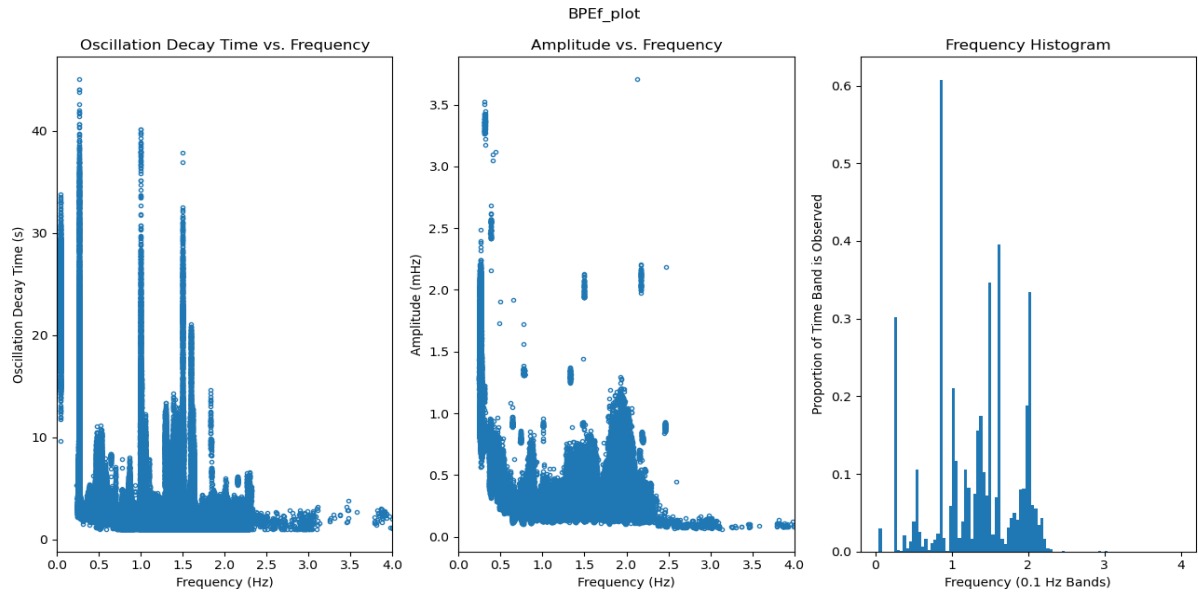 BPEf_plot
Oscillation Decay Time vs. Frequency
Oscillation Decay Time (s)
40
30
20
10
0
0.0 0.5 1.0 1.5 2.0 2.5 3.0 3.5 4.0
Frequency (Hz)
Amplitude vs. Frequency
Amplitude (mHz)
3.5
3.0
2.5
2.0
1.5
1.0
0.5
0.0
0.0 0.5 1.0 1.5 2.0 2.5 3.0 3.5 4.0
Frequency (Hz)
Frequency Histogram
Proportion of Time Band is Observed
0.6
0.5
0.4
0.3
0.2
0.1
0.0
0 1 2 3 4
Frequency (0.1 Hz Bands)